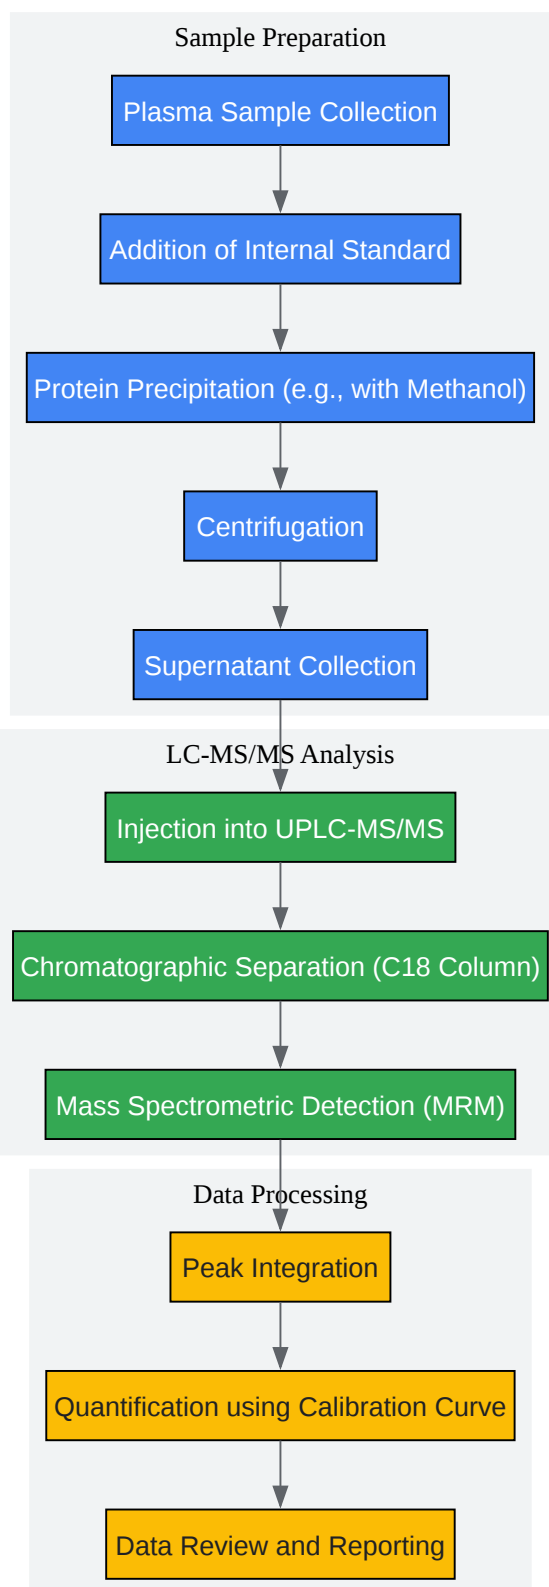 Sample Preparation
Plasma Sample Collection
Addition of Internal Standard
Protein Precipitation (e.g., with Methanol)
Centrifugation
Supernatant Collection
LC-MS/MS Analysis
Injection into UPLC-MS/MS
Chromatographic Separation (C18 Column)
Mass Spectrometric Detection (MRM)
Data Processing
Peak Integration
Quantification using Calibration Curve
Data Review and Reporting